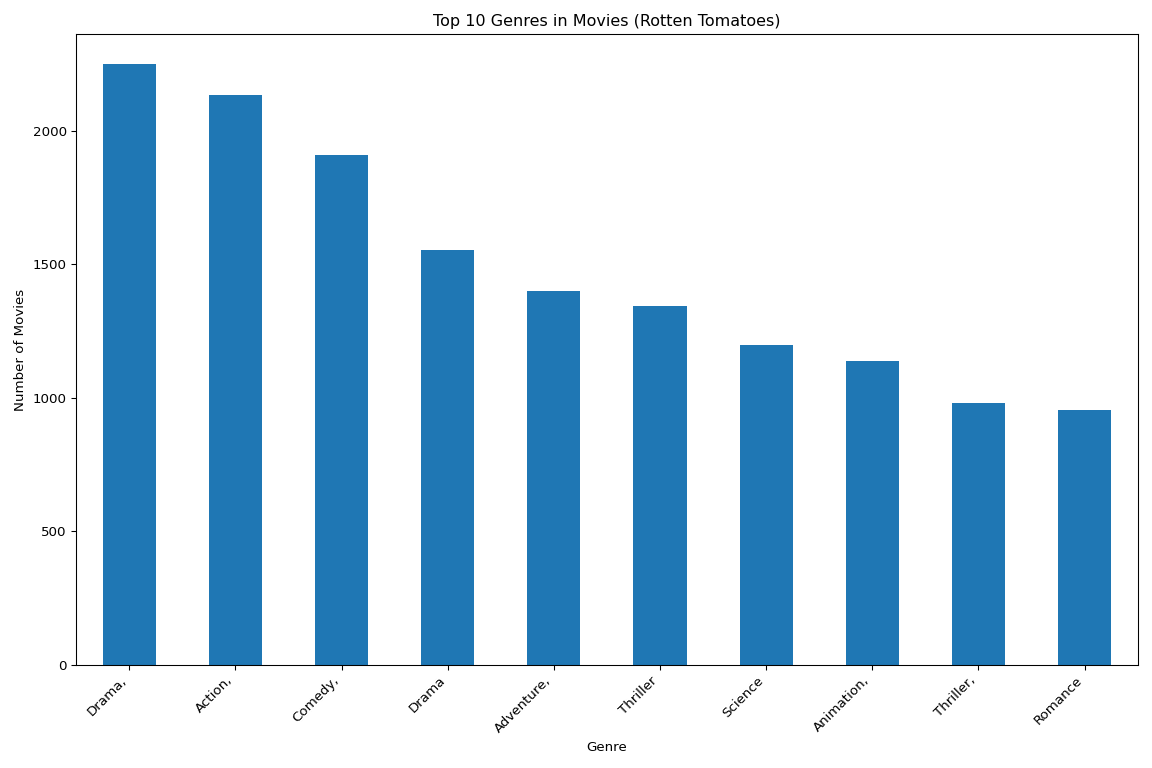 Top 10 Genres in Movies (Rotten Tomatoes)
Number of Movies
2000
1500
1000
500
0
Drama,
Action,
Comedy,
Drama
Adventure,
Thriller
Science
Animation,
Thriller,
Romance
Genre